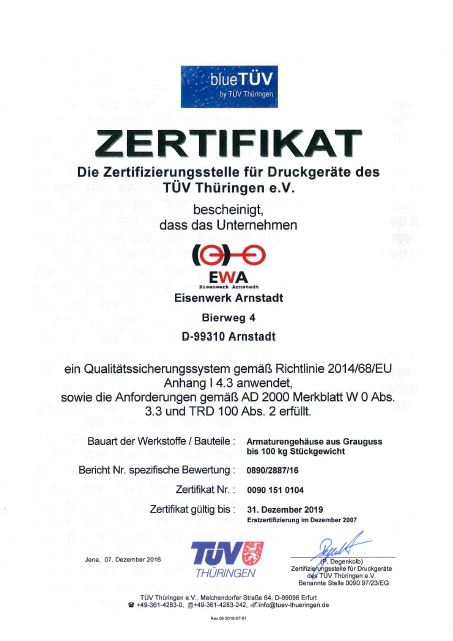 blueTÜV
by TÜV Thüringen
ZERTIFIKAT
Die Zertifizierungsstelle für Druckgeräte des
TÜV Thüringen e.V.
bescheinigt,
dass das Unternehmen
EWA
Eisenwerk Arnstadt
Eisenwerk Arnstadt
Bierweg 4
D-99310 Arnstadt
ein Qualitätssicherungssystem gemäß Richtlinie 2014/68/EU
Anhang I 4.3 anwendet,
sowie die Anforderungen gemäß AD 2000 Merkblatt W 0 Abs.
3.3 und TRD 100 Abs. 2 erfüllt.
Bauart der Werkstoffe / Bauteile : Armaturengehäuse aus Grauguss
bis 100 kg Stückgewicht
Bericht Nr. spezifische Bewertung : 0890/2887/16
Zertifikat Nr. : 0090 151 0104
Zertifikat gültig bis : 31. Dezember 2019
Erstzertifizierung im Dezember 2007
Jena, 07. Dezember 2016
TÜV
THÜRINGEN
(P. Degenkolb)
Zertifizierungsstelle für Druckgeräte
des TÜV Thüringen e.V.
Benannte Stelle 0090 97/23/EG
TÜV Thüringen e.V., Melchendorfer Straße 64, D-99096 Erfurt
☎ +49-361-4283-0, +49-361-4283-242, info@tuev-thueringen.de
Rev.08 2016-07-01